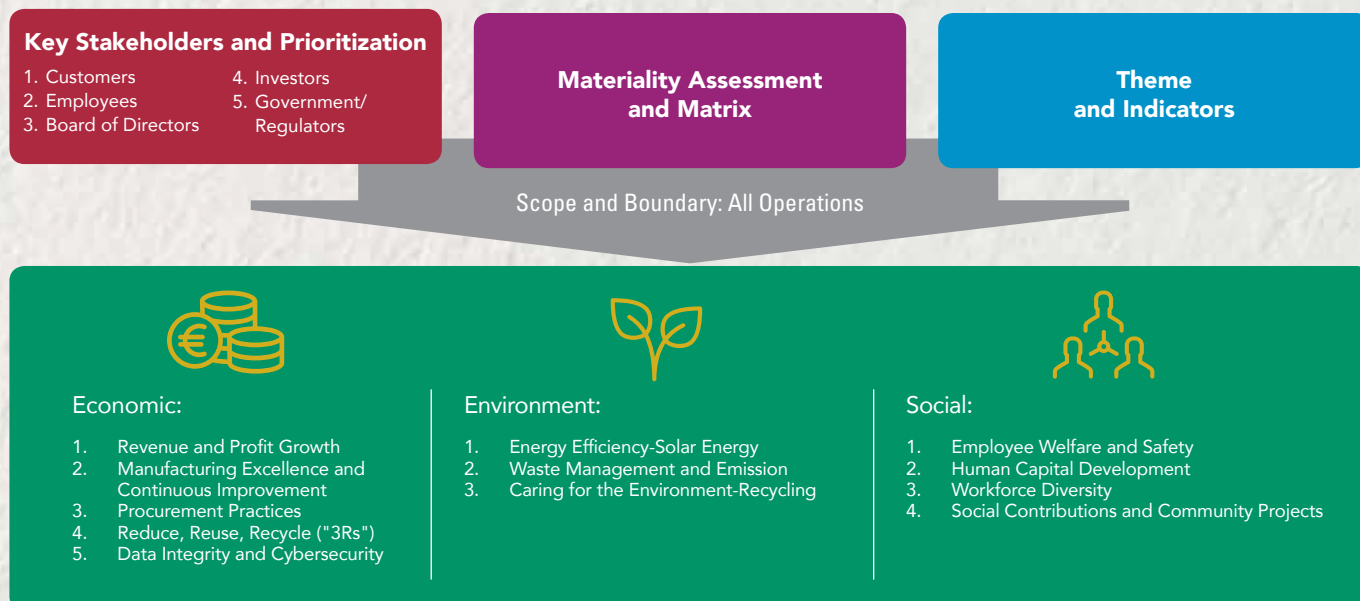 Key Stakeholders and Prioritization
1. Customers
2. Employees
3. Board of Directors
4. Investors
5. Government/
Regulators
Materiality Assessment
and Matrix
Theme
and Indicators
Scope and Boundary: All Operations
Economic:
1. Revenue and Profit Growth
2. Manufacturing Excellence and
Continuous Improvement
3. Procurement Practices
4. Reduce, Reuse, Recycle ("3Rs")
5. Data Integrity and Cybersecurity
Environment:
1. Energy Efficiency-Solar Energy
2. Waste Management and Emission
3. Caring for the Environment-Recycling
Social:
1. Employee Welfare and Safety
2. Human Capital Development
3. Workforce Diversity
4. Social Contributions and Community Projects